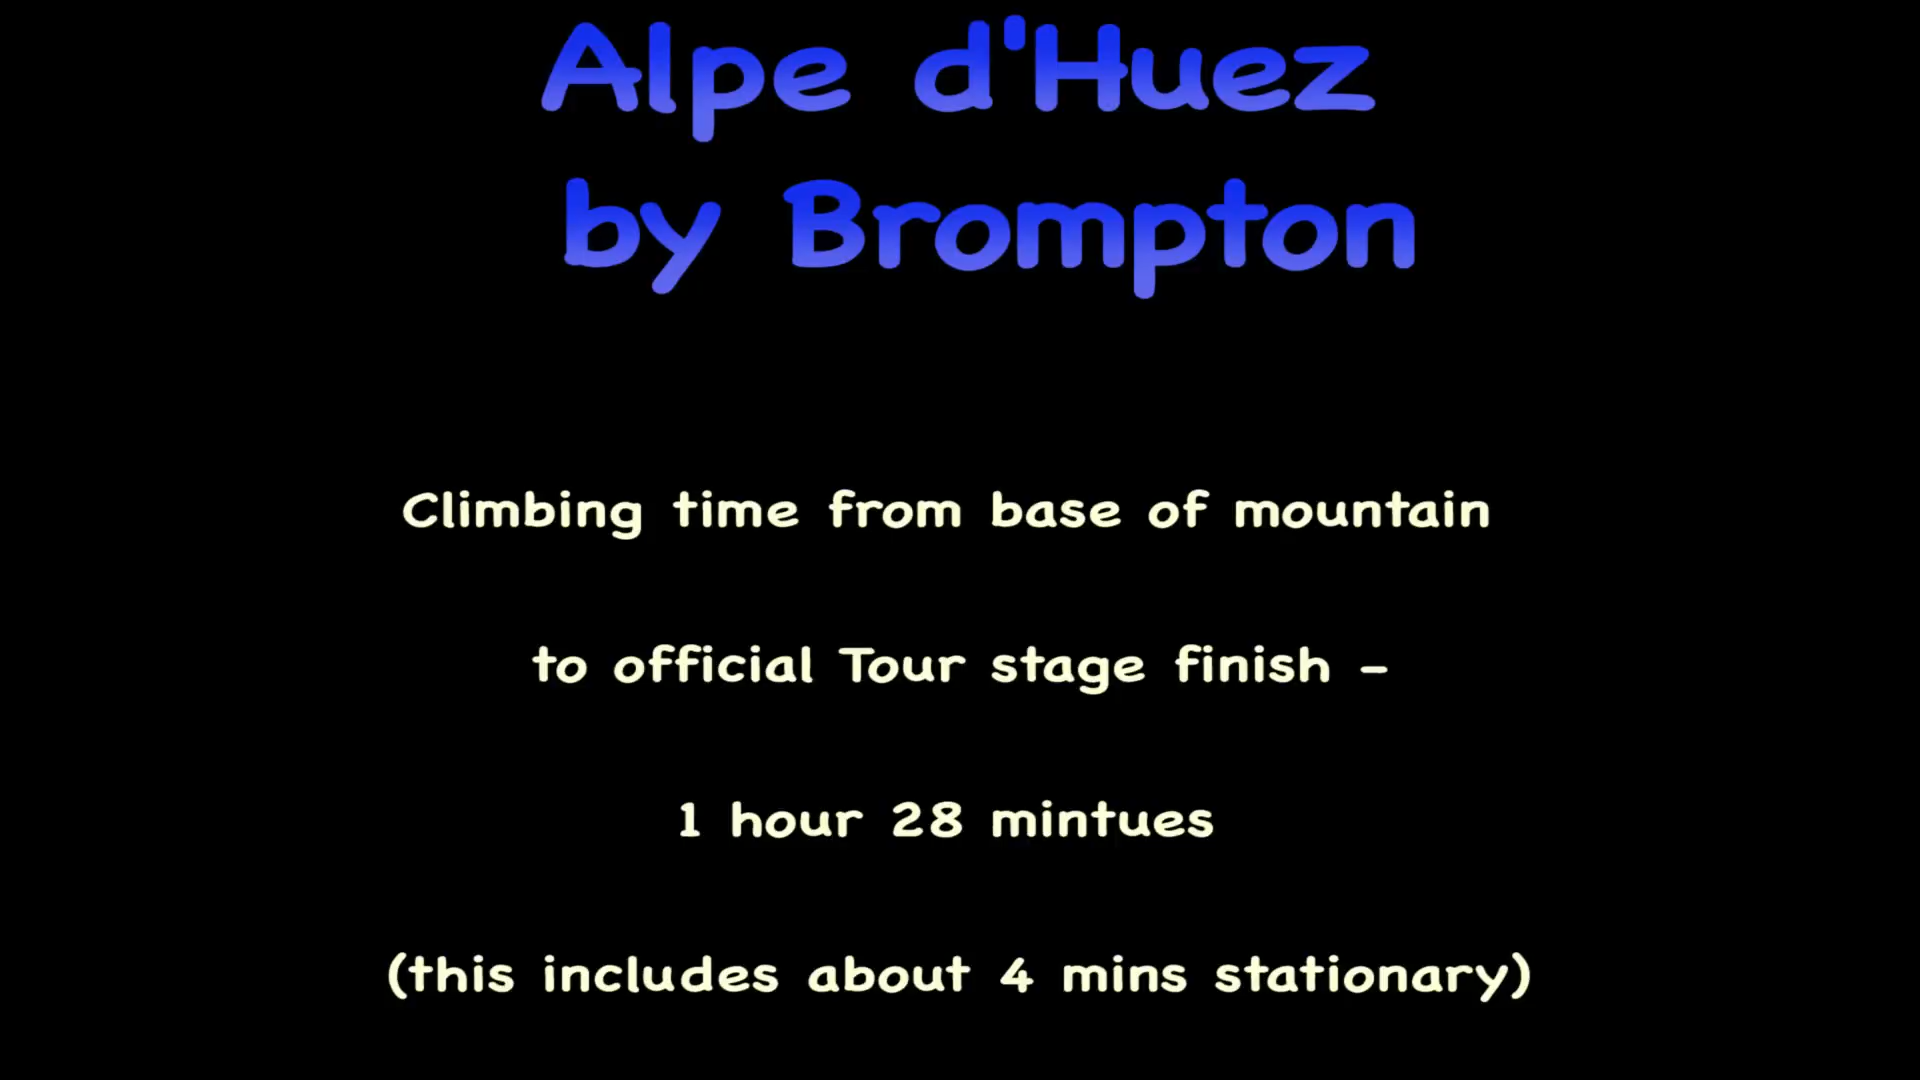 Alpe d'Huez
by Brompton
Climbing time from base of mountain
to official Tour stage finish -
1 hour 28 mintues
(this includes about 4 mins stationary)